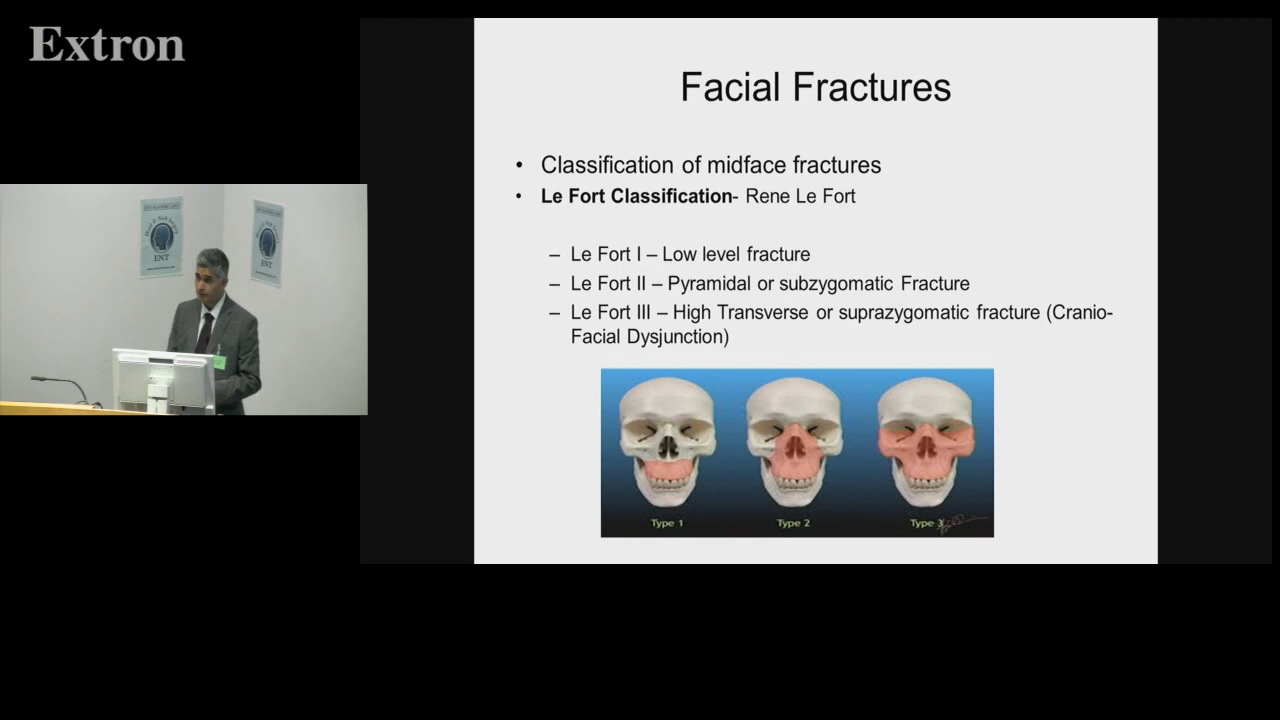 Extron
Facial Fractures
• Classification of midface fractures
• Le Fort Classification- Rene Le Fort
– Le Fort I – Low level fracture
– Le Fort II – Pyramidal or subzygomatic Fracture
– Le Fort III – High Transverse or suprazygomatic fracture (Cranio-
Facial Dysjunction)
Type 1
Type 2
Type 3
ENT
ENT